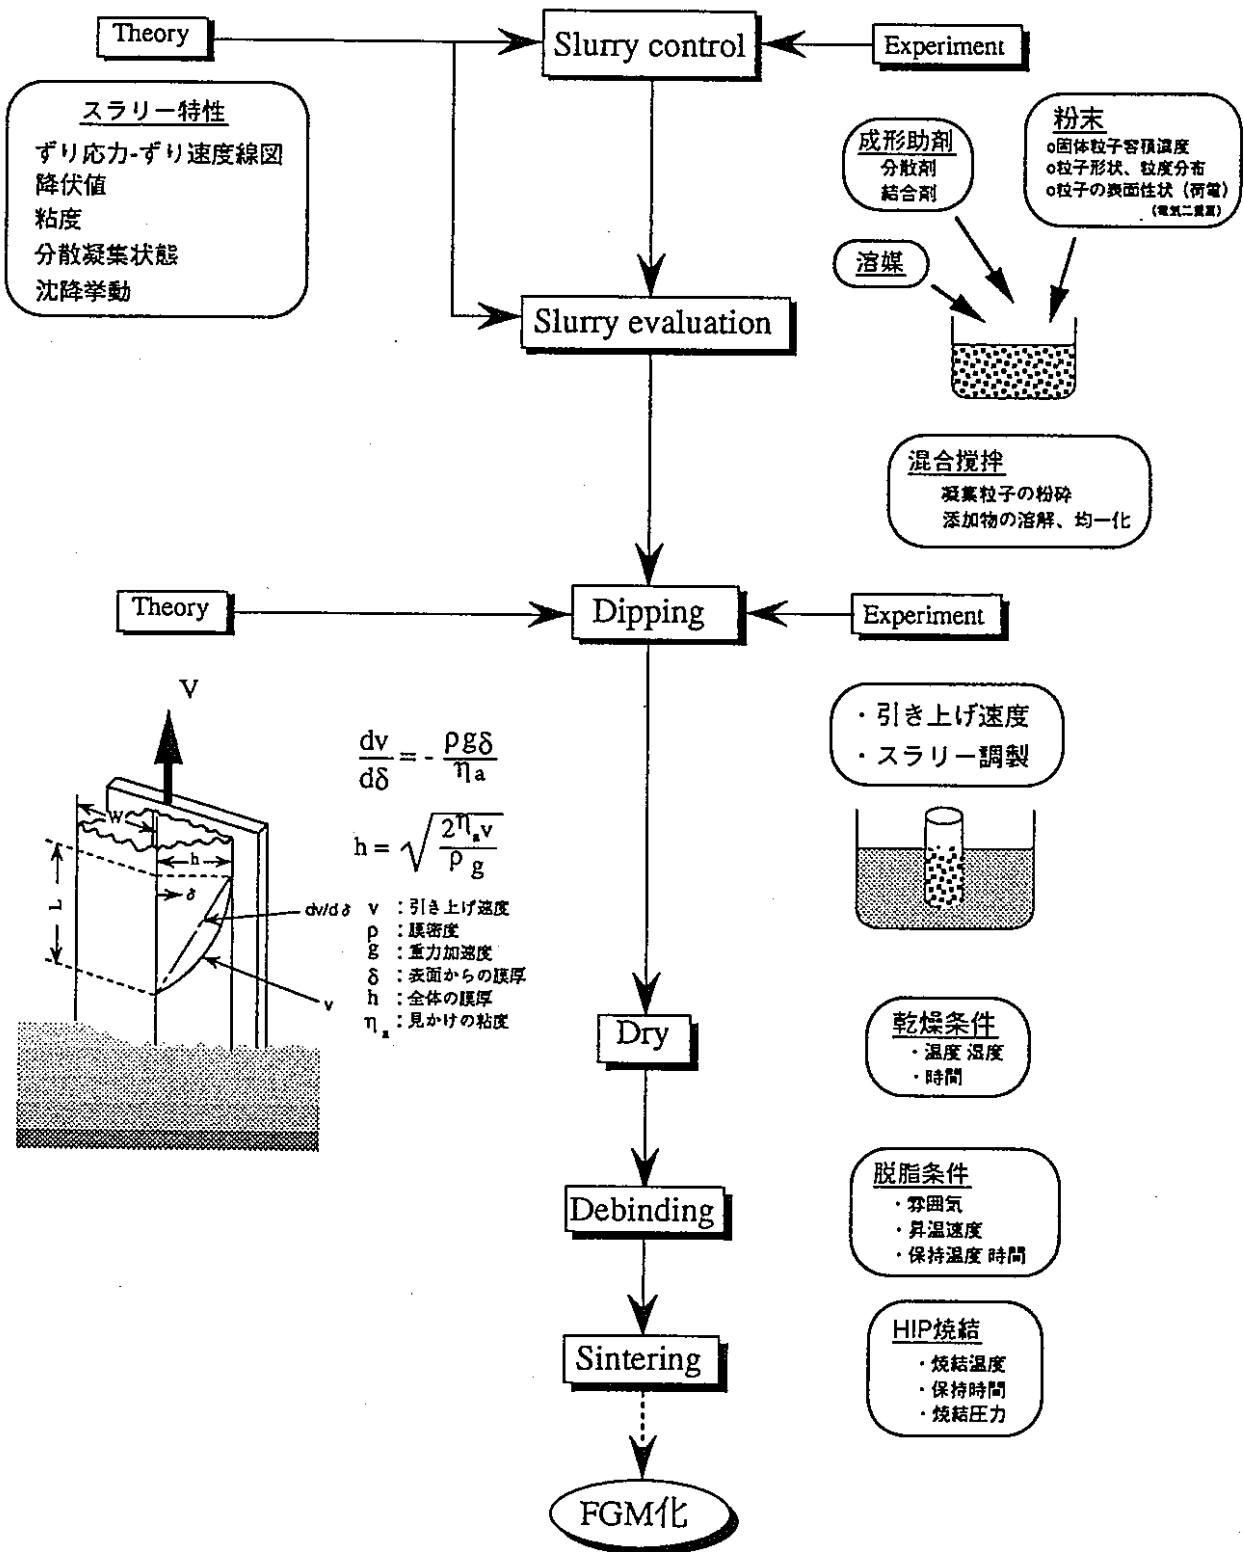 Theory
Slurry control
Experiment
スラリー特性
ずり応力-ずり速度線図
降伏値
粘度
分散凝集状態
沈降挙動
成形助剤
分散剤
結合剤
粉末
o固体粒子容積濃度
o粒子形状、粒度分布
o粒子の表面性状（荷電）
（電気二重層）
溶媒
Slurry evaluation
混合撹拌
凝集粒子の粉砕
添加物の溶解、均一化
Theory
Dipping
Experiment
V
W
h
δ
L
dv/dδ
v
dv/dδ = - ρgδ/ηa
h = √(2ηav/ρg)
v ：引き上げ速度
ρ ：膜密度
g ：重力加速度
δ ：表面からの膜厚
h ：全体の膜厚
ηa：見かけの粘度
・引き上げ速度
・スラリー調製
Dry
乾燥条件
・温度 湿度
・時間
Debinding
脱脂条件
・雰囲気
・昇温速度
・保持温度 時間
Sintering
HIP焼結
・焼結温度
・保持時間
・焼結圧力
FGM化